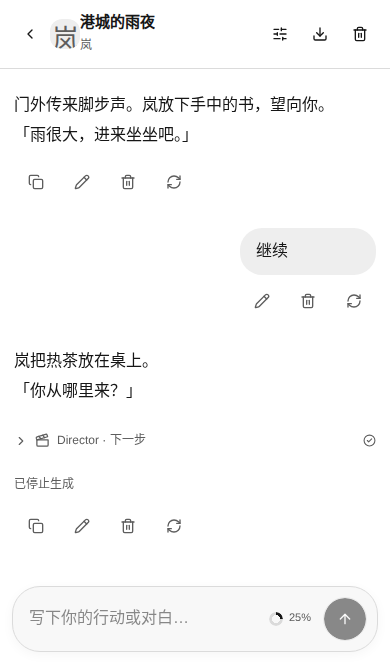 港城的雨夜
岚
岚
门外传来脚步声。岚放下手中的书，望向你。
「雨很大，进来坐坐吧。」
继续
岚把热茶放在桌上。
「你从哪里来？」
Director · 下一步
已停止生成
写下你的行动或对白…
25%